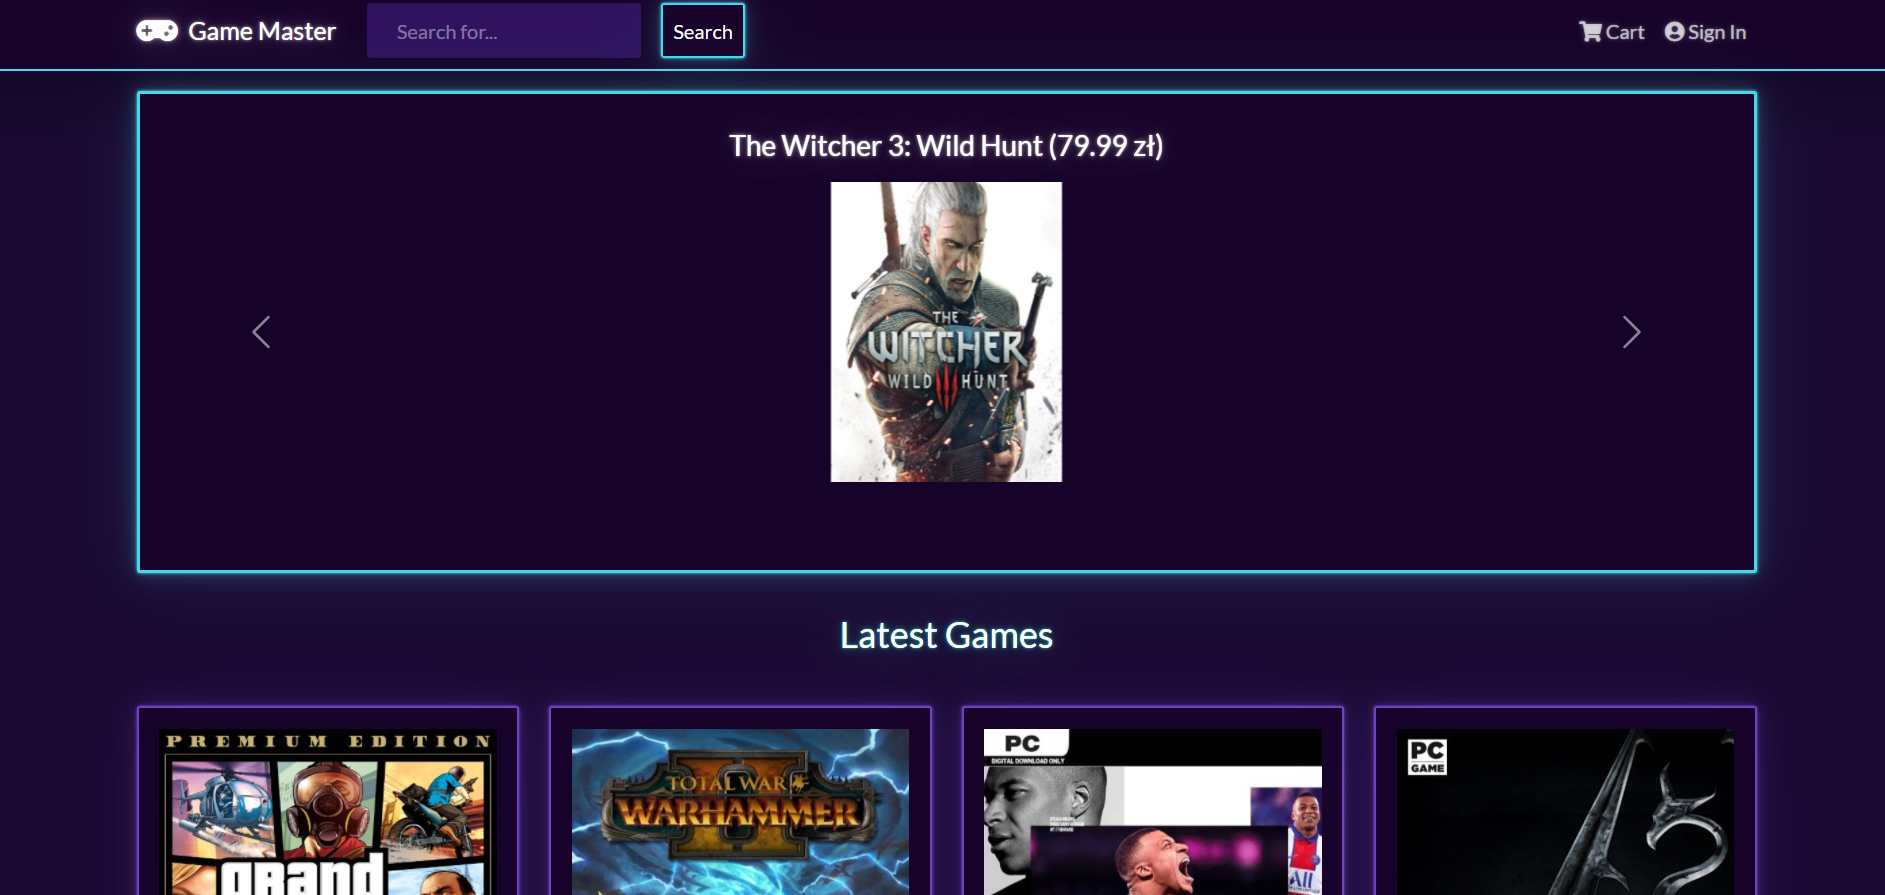 Game Master
Search for...
Search
Cart
Sign In
The Witcher 3: Wild Hunt (79.99 zł)
THE
WITCHER
WILD III HUNT
Latest Games
PREMIUM EDITION
grand
TOTAL WAR
WARHAMMER
II
PC
DIGITAL DOWNLOAD ONLY
PC
GAME